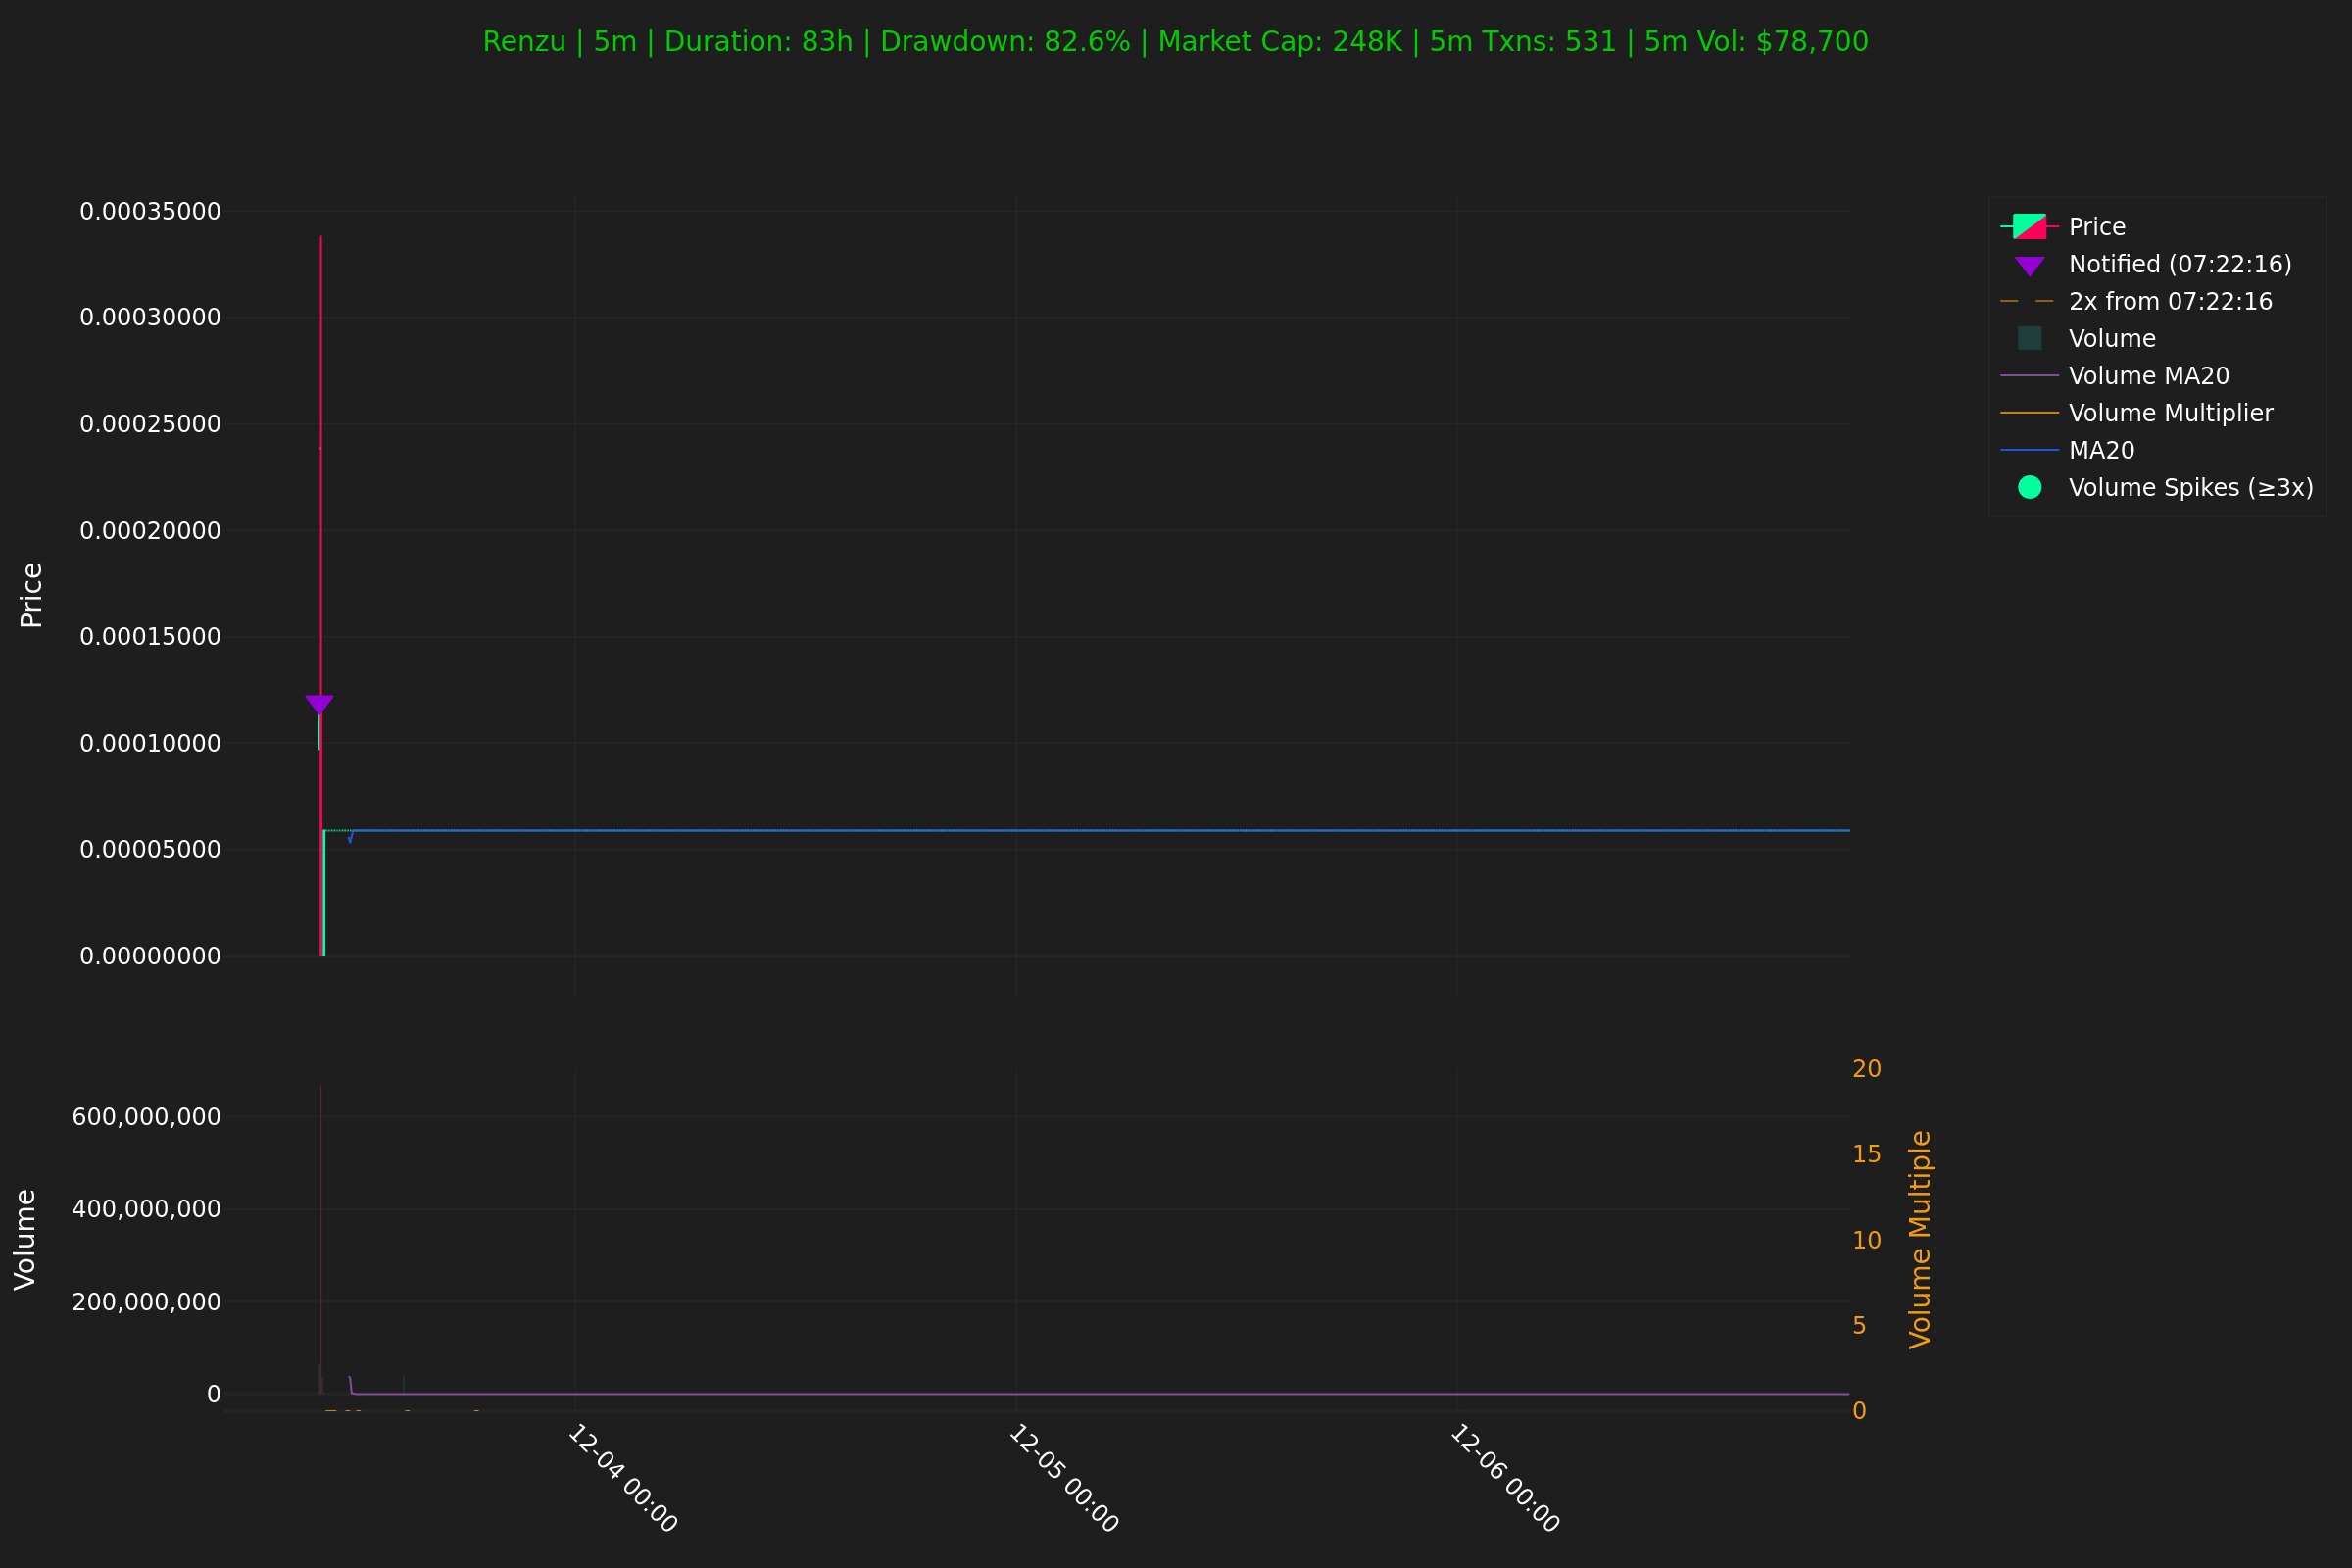 Renzu | 5m | Duration: 83h | Drawdown: 82.6% | Market Cap: 248K | 5m Txns: 531 | 5m Vol: $78,700
0.00035000
0.00030000
0.00025000
0.00020000
0.00015000
0.00010000
0.00005000
0.00000000
Price
Price
Notified (07:22:16)
2x from 07:22:16
Volume
Volume MA20
Volume Multiplier
MA20
Volume Spikes (≥3x)
600,000,000
400,000,000
200,000,000
0
Volume
20
15
10
5
0
Volume Multiple
12-04 00:00
12-05 00:00
12-06 00:00